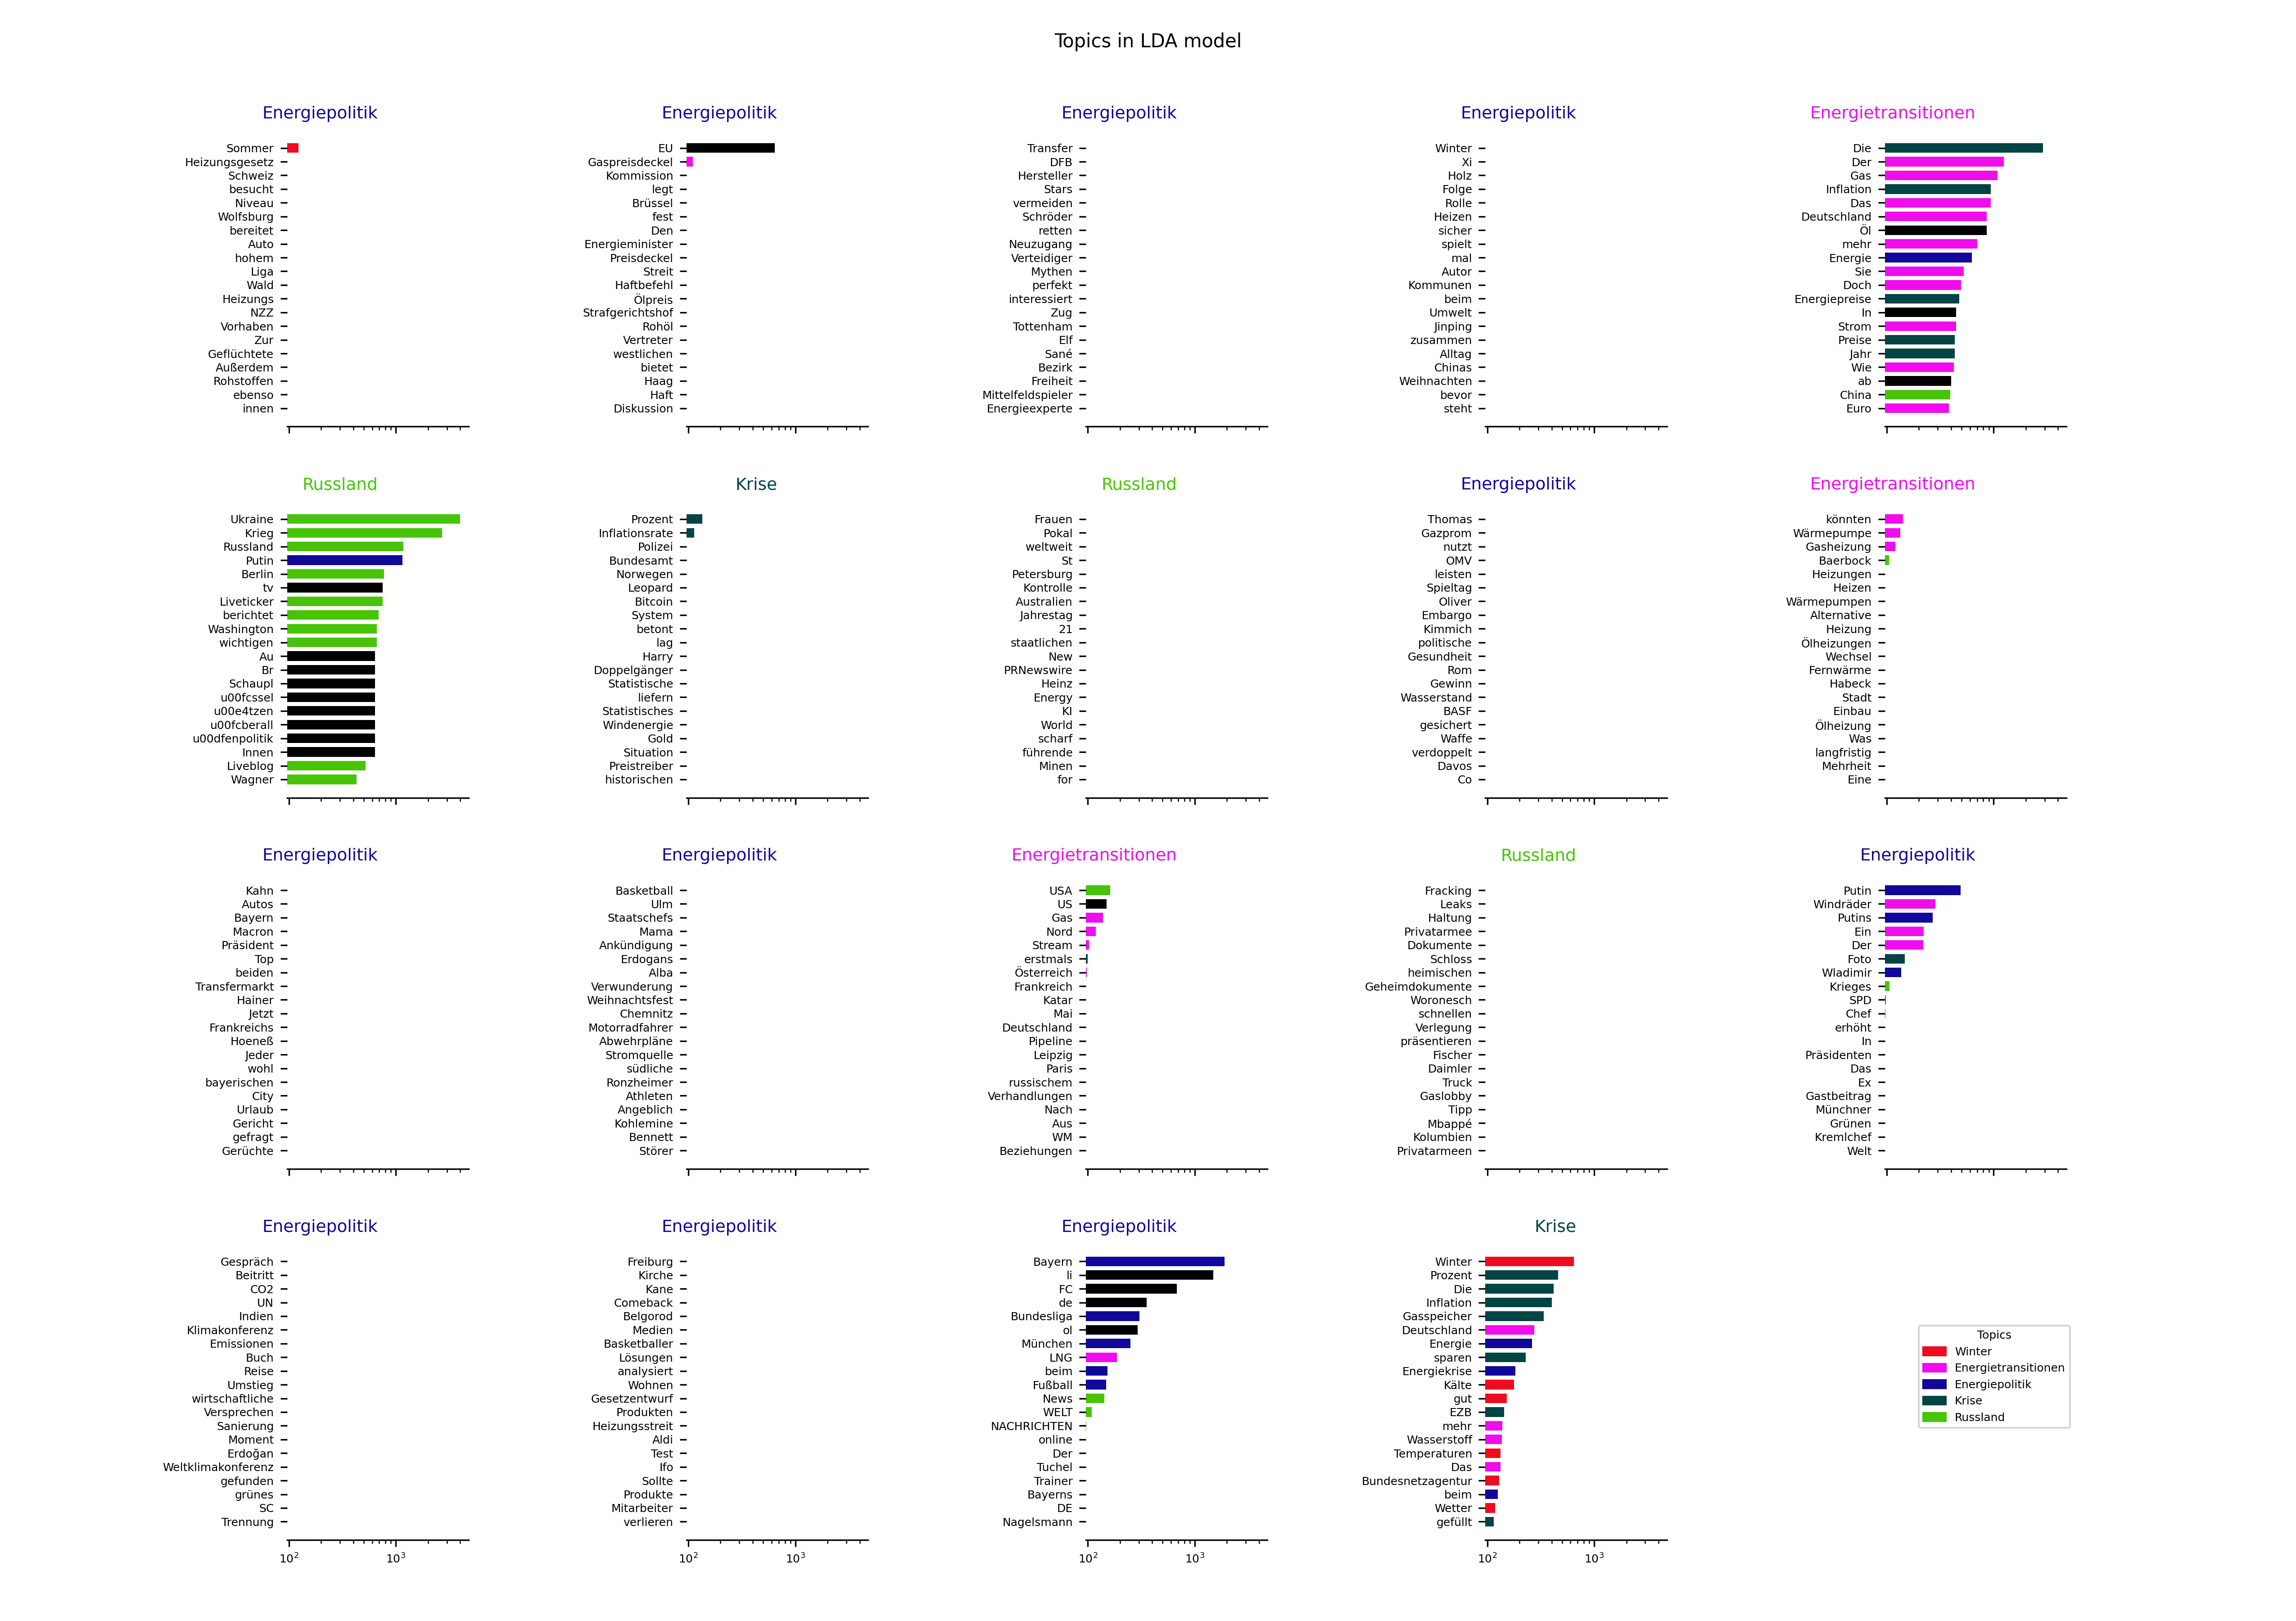 Topics in LDA model
Energiepolitik
Sommer
Heizungsgesetz
Schweiz
besucht
Niveau
Wolfsburg
bereitet
Auto
hohem
Liga
Wald
Heizungs
NZZ
Vorhaben
Zur
Geflüchtete
Außerdem
Rohstoffen
ebenso
innen
Energiepolitik
EU
Gaspreisdeckel
Kommission
legt
Brüssel
fest
Den
Energieminister
Preisdeckel
Streit
Haftbefehl
Ölpreis
Strafgerichtshof
Rohöl
Vertreter
westlichen
bietet
Haag
Haft
Diskussion
Energiepolitik
Transfer
DFB
Hersteller
Stars
vermeiden
Schröder
retten
Neuzugang
Verteidiger
Mythen
perfekt
interessiert
Zug
Tottenham
Elf
Sané
Bezirk
Freiheit
Mittelfeldspieler
Energieexperte
Energiepolitik
Winter
Xi
Holz
Folge
Rolle
Heizen
sicher
spielt
mal
Autor
Kommunen
beim
Umwelt
Jinping
zusammen
Alltag
Chinas
Weihnachten
bevor
steht
Energietransitionen
Die
Der
Gas
Inflation
Das
Deutschland
Öl
mehr
Energie
Sie
Doch
Energiepreise
In
Strom
Preise
Jahr
Wie
ab
China
Euro
Russland
Ukraine
Krieg
Russland
Putin
Berlin
tv
Liveticker
berichtet
Washington
wichtigen
Au
Br
Schaupl
u00fcssel
u00e4tzen
u00fcberall
u00dfenpolitik
Innen
Liveblog
Wagner
Krise
Prozent
Inflationsrate
Polizei
Bundesamt
Norwegen
Leopard
Bitcoin
System
betont
lag
Harry
Doppelgänger
Statistische
liefern
Statistisches
Windenergie
Gold
Situation
Preistreiber
historischen
Russland
Frauen
Pokal
weltweit
St
Petersburg
Kontrolle
Australien
Jahrestag
21
staatlichen
New
PRNewswire
Heinz
Energy
KI
World
scharf
führende
Minen
for
Energiepolitik
Thomas
Gazprom
nutzt
OMV
leisten
Spieltag
Oliver
Embargo
Kimmich
politische
Gesundheit
Rom
Gewinn
Wasserstand
BASF
gesichert
Waffe
verdoppelt
Davos
Co
Energietransitionen
könnten
Wärmepumpe
Gasheizung
Baerbock
Heizungen
Heizen
Wärmepumpen
Alternative
Heizung
Ölheizungen
Wechsel
Fernwärme
Habeck
Stadt
Einbau
Ölheizung
Was
langfristig
Mehrheit
Eine
Energiepolitik
Kahn
Autos
Bayern
Macron
Präsident
Top
beiden
Transfermarkt
Hainer
Jetzt
Frankreichs
Hoeneß
Jeder
wohl
bayerischen
City
Urlaub
Gericht
gefragt
Gerüchte
Energiepolitik
Basketball
Ulm
Staatschefs
Mama
Ankündigung
Erdogans
Alba
Verwunderung
Weihnachtsfest
Chemnitz
Motorradfahrer
Abwehrpläne
Stromquelle
südliche
Ronzheimer
Athleten
Angeblich
Kohlemine
Bennett
Störer
Energietransitionen
USA
US
Gas
Nord
Stream
erstmals
Österreich
Frankreich
Katar
Mai
Deutschland
Pipeline
Leipzig
Paris
russischem
Verhandlungen
Nach
Aus
WM
Beziehungen
Russland
Fracking
Leaks
Haltung
Privatarmee
Dokumente
Schloss
heimischen
Geheimdokumente
Woronesch
schnellen
Verlegung
präsentieren
Fischer
Daimler
Truck
Gaslobby
Tipp
Mbappé
Kolumbien
Privatarmeen
Energiepolitik
Putin
Windräder
Putins
Ein
Der
Foto
Wladimir
Krieges
SPD
Chef
erhöht
In
Präsidenten
Das
Ex
Gastbeitrag
Münchner
Grünen
Kremlchef
Welt
Energiepolitik
Gespräch
Beitritt
CO2
UN
Indien
Klimakonferenz
Emissionen
Buch
Reise
Umstieg
wirtschaftliche
Versprechen
Sanierung
Moment
Erdoğan
Weltklimakonferenz
gefunden
grünes
SC
Trennung
10² 10³
Energiepolitik
Freiburg
Kirche
Kane
Comeback
Belgorod
Medien
Basketballer
Lösungen
analysiert
Wohnen
Gesetzentwurf
Produkten
Heizungsstreit
Aldi
Test
Ifo
Sollte
Produkte
Mitarbeiter
verlieren
10² 10³
Energiepolitik
Bayern
li
FC
de
Bundesliga
ol
München
LNG
beim
Fußball
News
WELT
NACHRICHTEN
online
Der
Tuchel
Trainer
Bayerns
DE
Nagelsmann
10² 10³
Krise
Winter
Prozent
Die
Inflation
Gasspeicher
Deutschland
Energie
sparen
Energiekrise
Kälte
gut
EZB
mehr
Wasserstoff
Temperaturen
Das
Bundesnetzagentur
beim
Wetter
gefüllt
10² 10³
Topics
Winter
Energietransitionen
Energiepolitik
Krise
Russland